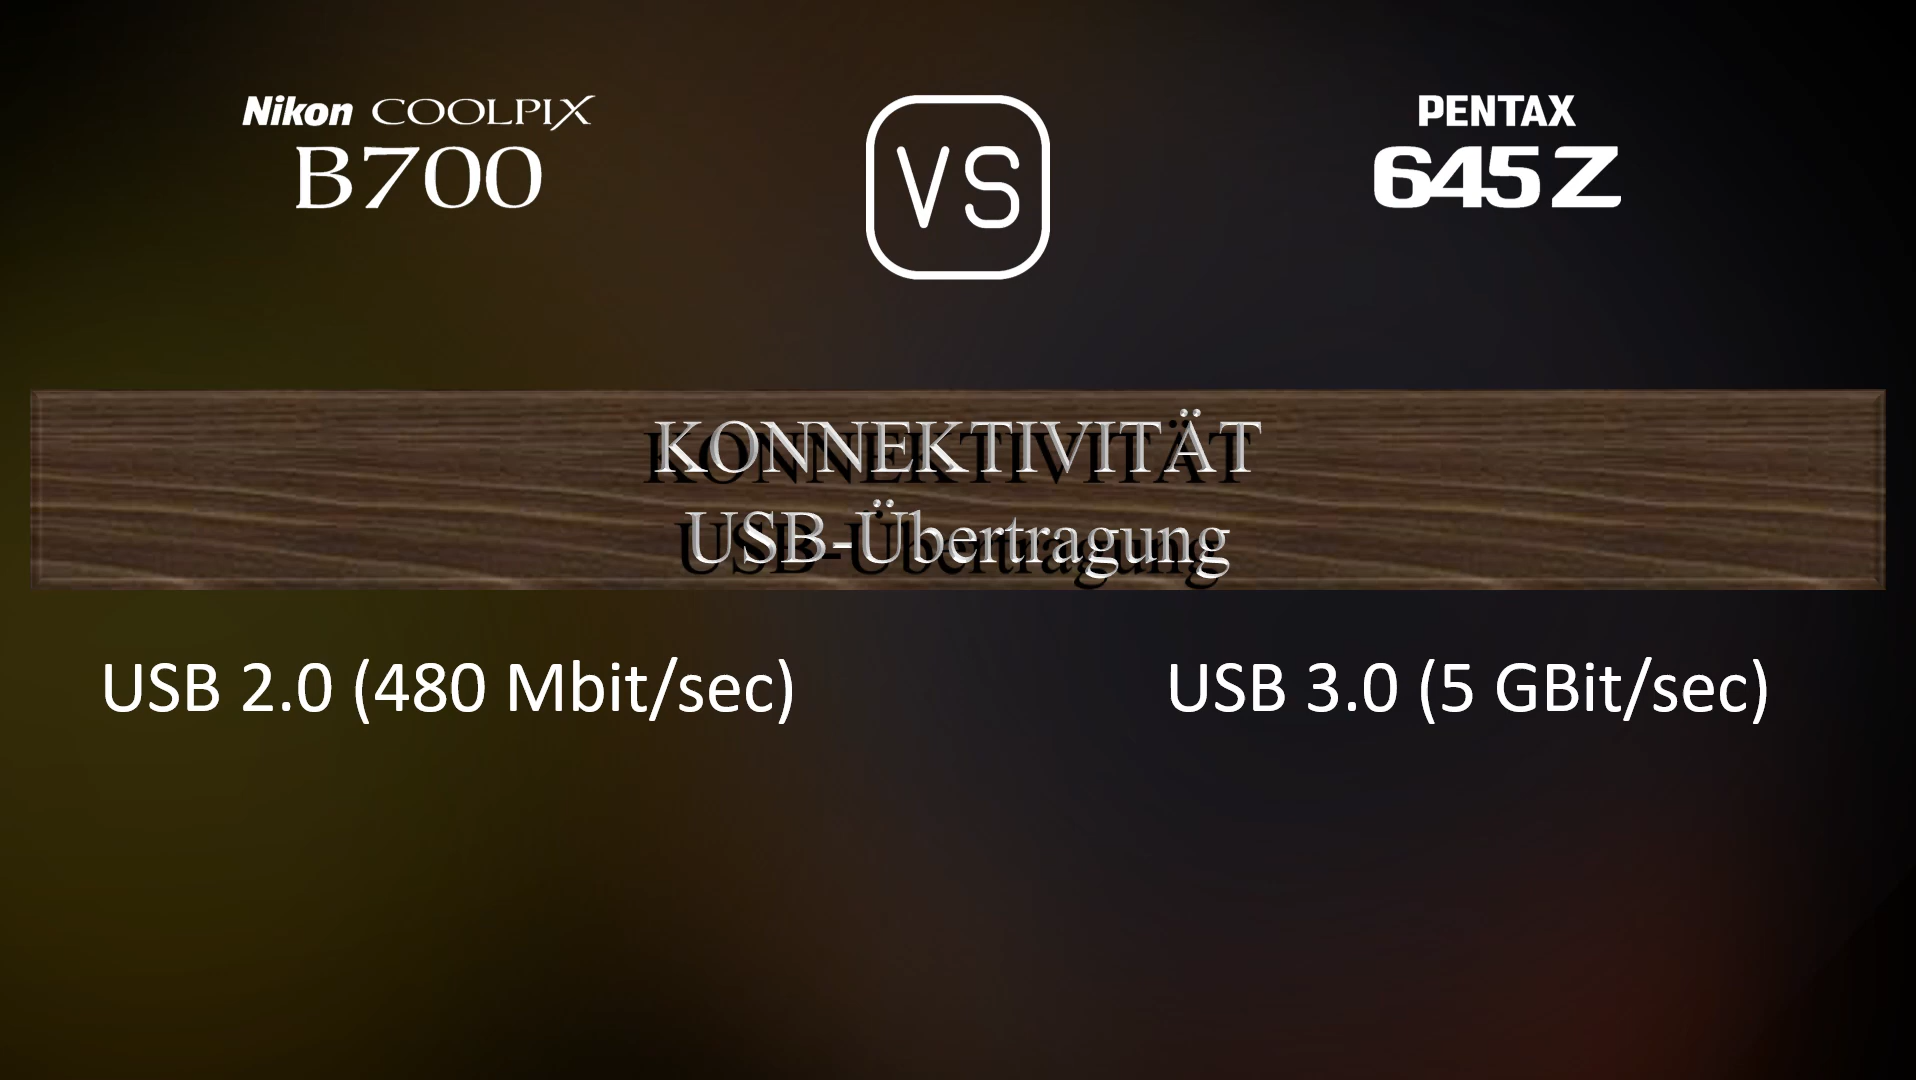 Nikon COOLPIX
B700
VS
PENTAX
645Z
KONNEKTIVITÄT
USB-Übertragung
USB 2.0 (480 Mbit/sec)
USB 3.0 (5 GBit/sec)